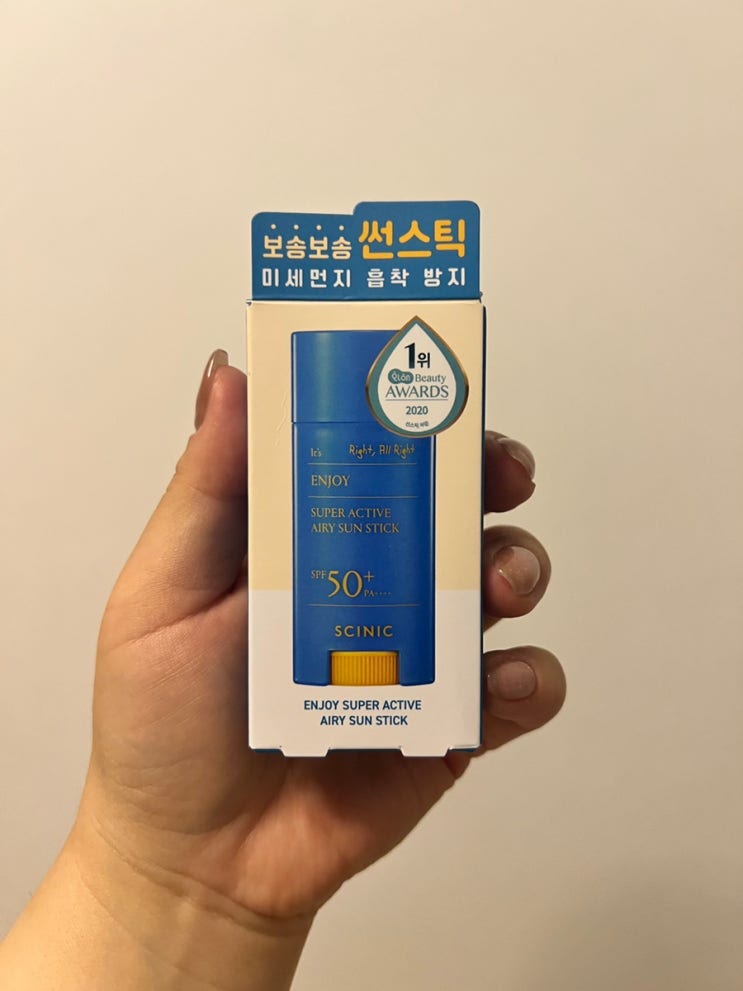 보송보송 썬스틱
미세먼지 흡착 방지
1위
Beauty
AWARDS
2020
It's Right, All Right
ENJOY
SUPER ACTIVE
AIRY SUN STICK
SPF 50+
PA++++
SCINIC
ENJOY SUPER ACTIVE
AIRY SUN STICK